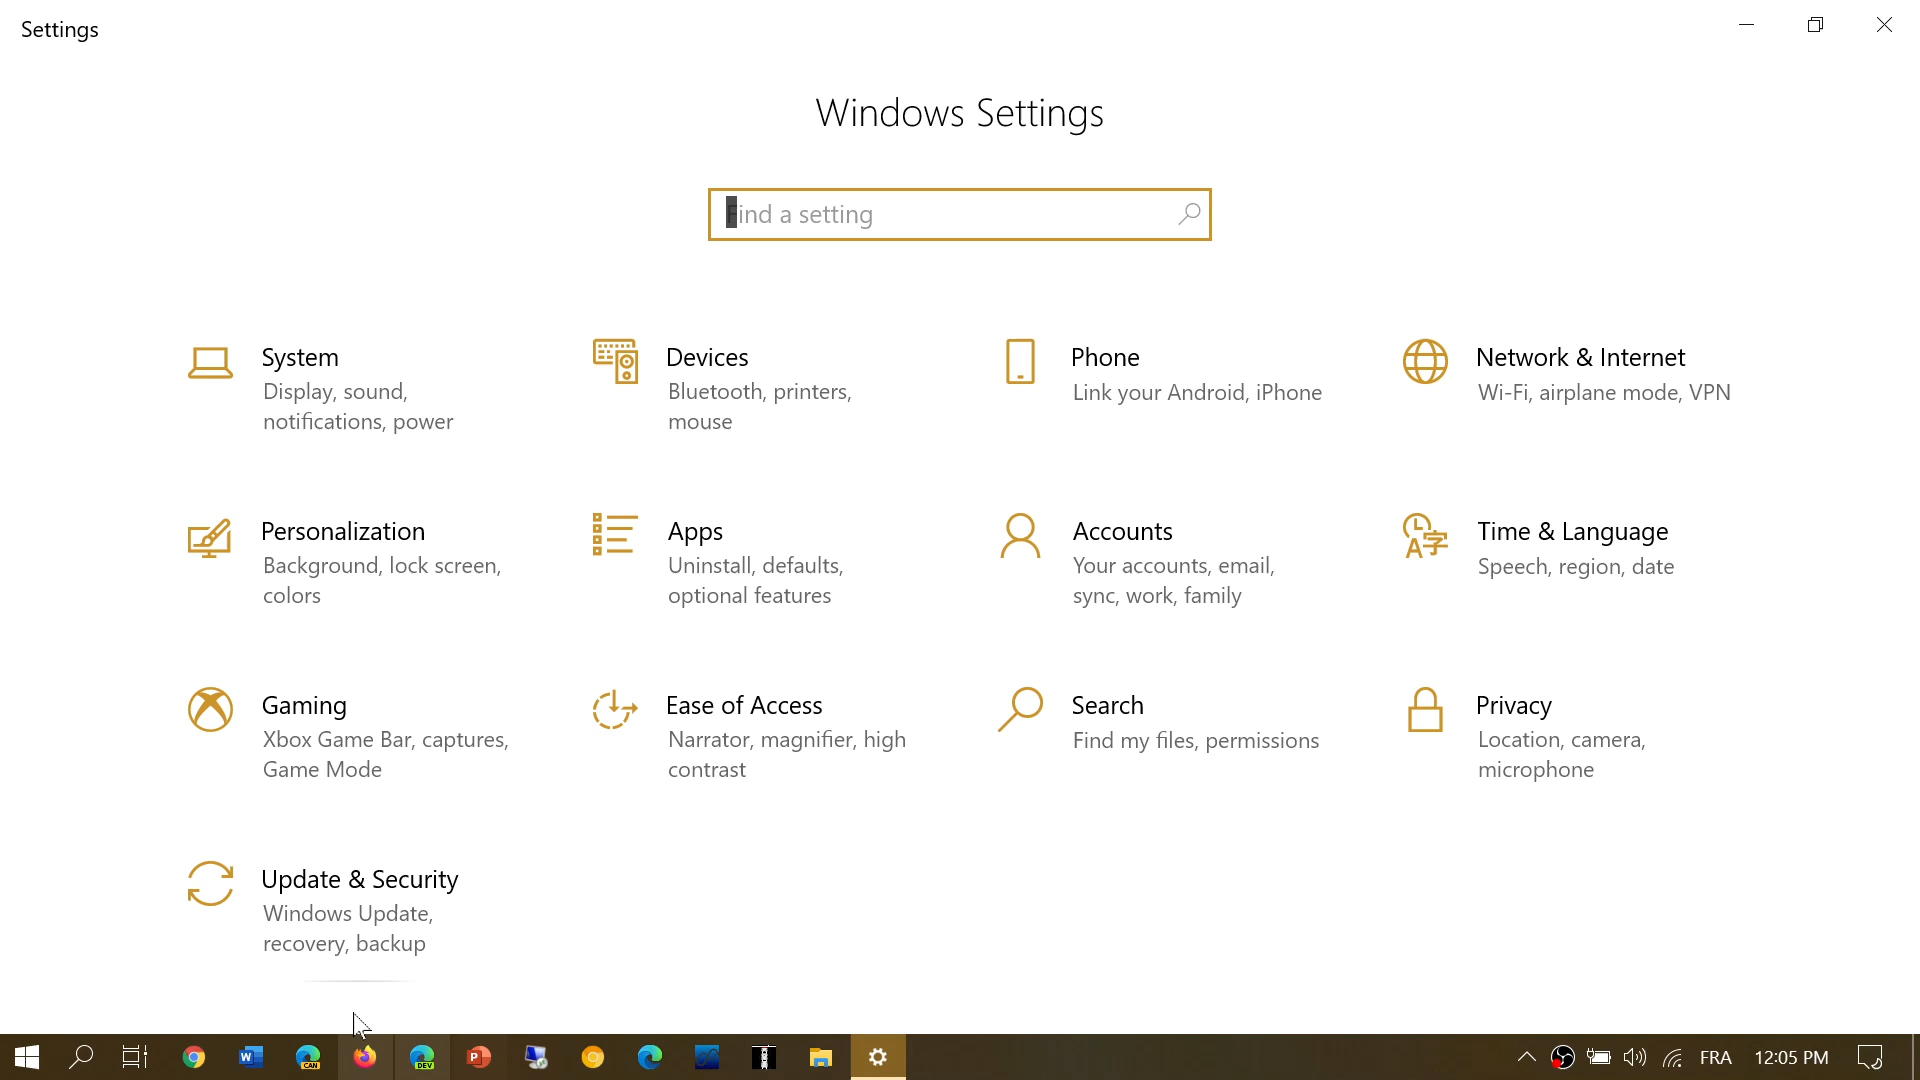 Settings
Windows Settings
Find a setting
System
Display, sound,
notifications, power
Devices
Bluetooth, printers,
mouse
Phone
Link your Android, iPhone
Network & Internet
Wi-Fi, airplane mode, VPN
Personalization
Background, lock screen,
colors
Apps
Uninstall, defaults,
optional features
Accounts
Your accounts, email,
sync, work, family
Time & Language
Speech, region, date
Gaming
Xbox Game Bar, captures,
Game Mode
Ease of Access
Narrator, magnifier, high
contrast
Search
Find my files, permissions
Privacy
Location, camera,
microphone
Update & Security
Windows Update,
recovery, backup
CAN
DEV
FRA
12:05 PM